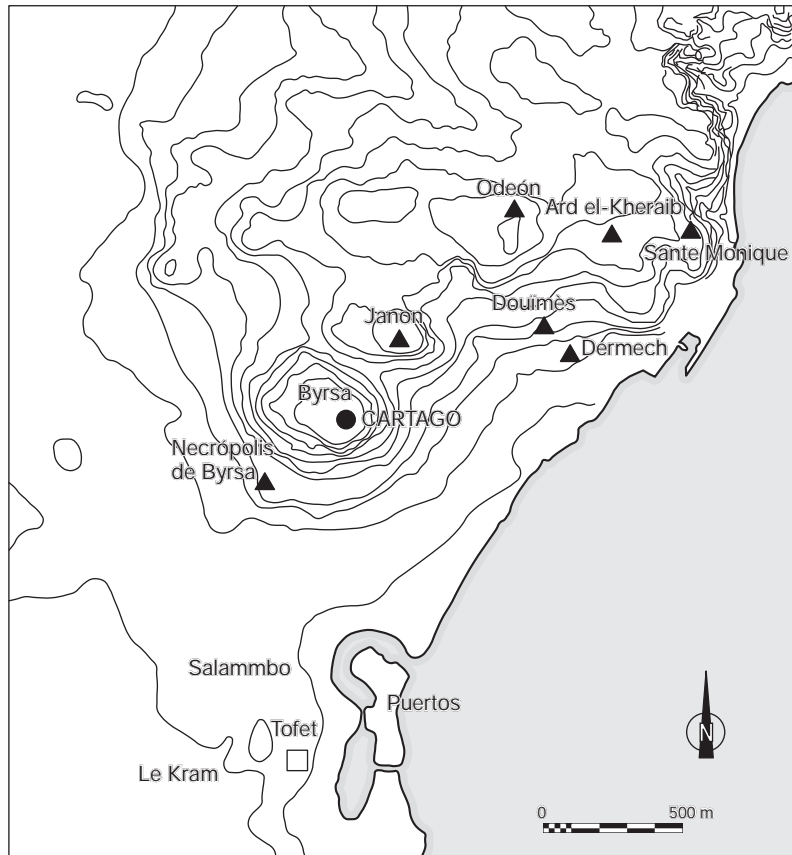 Odeón
Ard el-Kheraib
Sante Monique
Douïmès
Janon
Dermech
Byrsa
CARTAGO
Necrópolis
de Byrsa
Salammbo
Puertos
Tofet
N
Le Kram
0 500 m